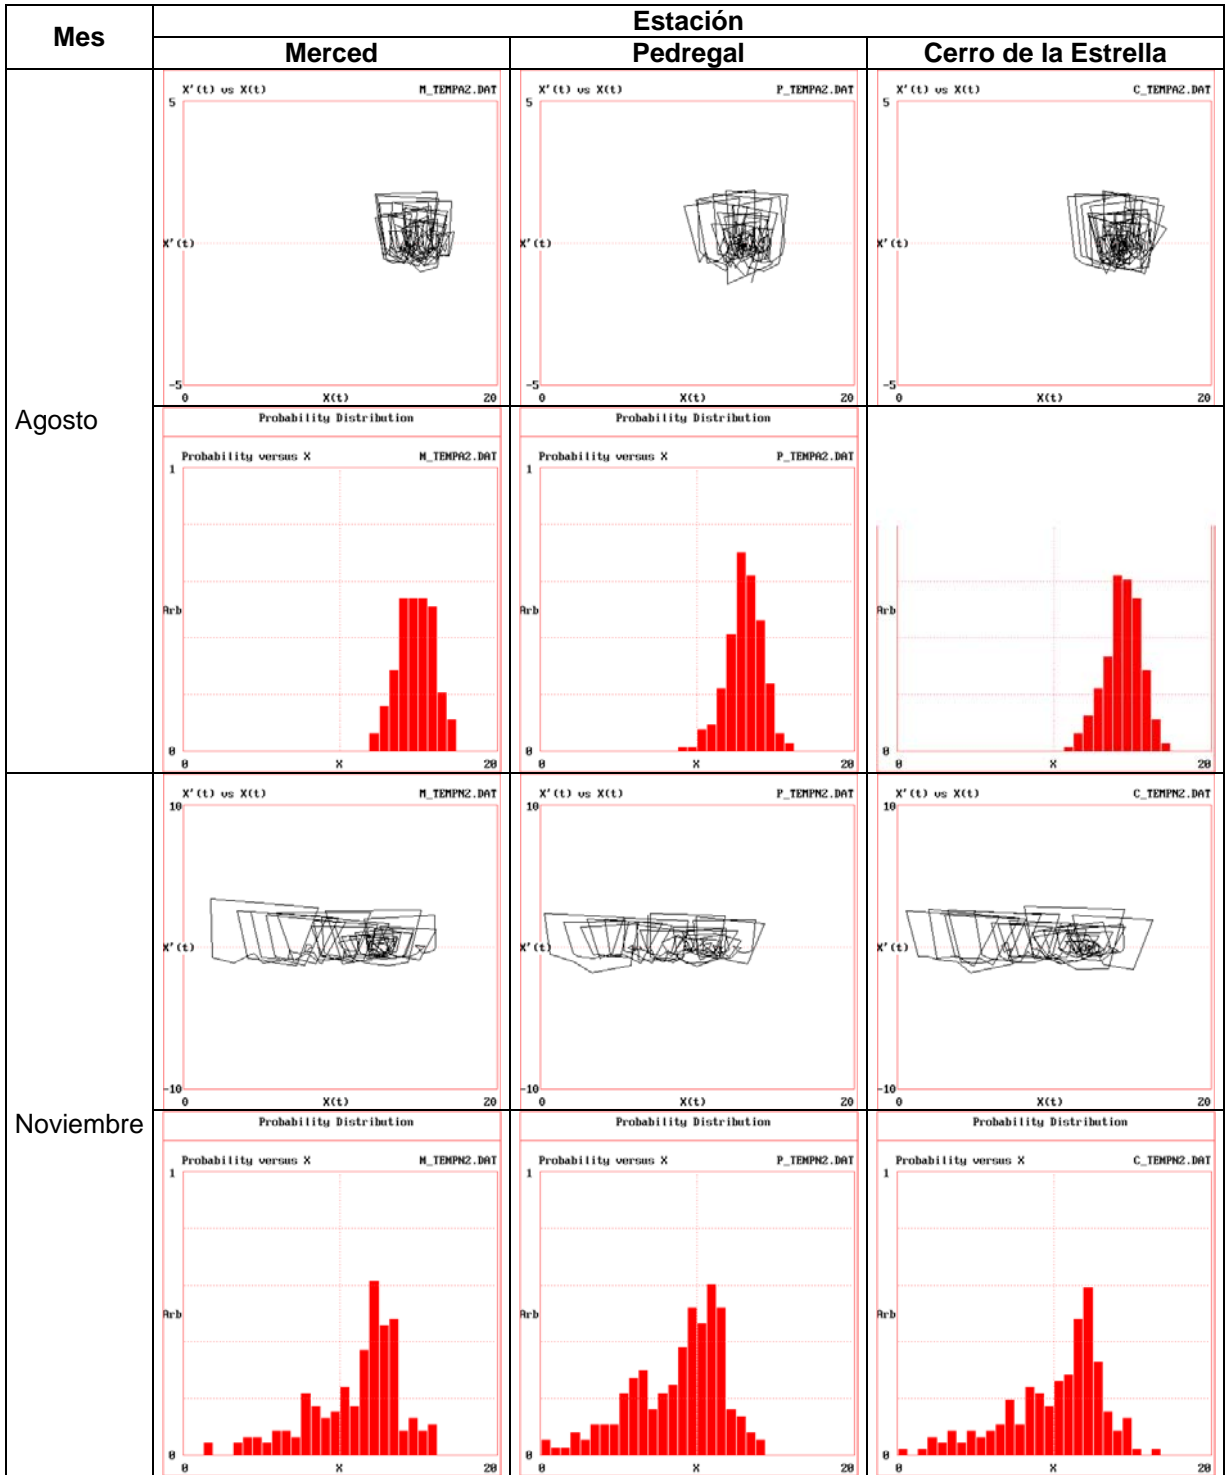 Mes
Estación
Merced
Pedregal
Cerro de la Estrella
Agosto
X'(t) vs X(t) M_TEMPA2.DAT
5
X'(t)
-5
0 X(t) 20
X'(t) vs X(t) P_TEMPA2.DAT
5
X'(t)
-5
0 X(t) 20
X'(t) vs X(t) C_TEMPA2.DAT
5
X'(t)
-5
0 X(t) 20
Probability Distribution
Probability versus X M_TEMPA2.DAT
1
Arb
0
0 X 20
Probability Distribution
Probability versus X P_TEMPA2.DAT
1
Arb
0
0 X 20
Arb
0
0 X 20
Noviembre
X'(t) vs X(t) M_TEMPN2.DAT
10
X'(t)
-10
0 X(t) 20
X'(t) vs X(t) P_TEMPN2.DAT
10
X'(t)
-10
0 X(t) 20
X'(t) vs X(t) C_TEMPN2.DAT
10
X'(t)
-10
0 X(t) 20
Probability Distribution
Probability versus X M_TEMPN2.DAT
1
Arb
0
0 X 20
Probability Distribution
Probability versus X P_TEMPN2.DAT
1
Arb
0
0 X 20
Probability Distribution
Probability versus X C_TEMPN2.DAT
1
Arb
0
0 X 20